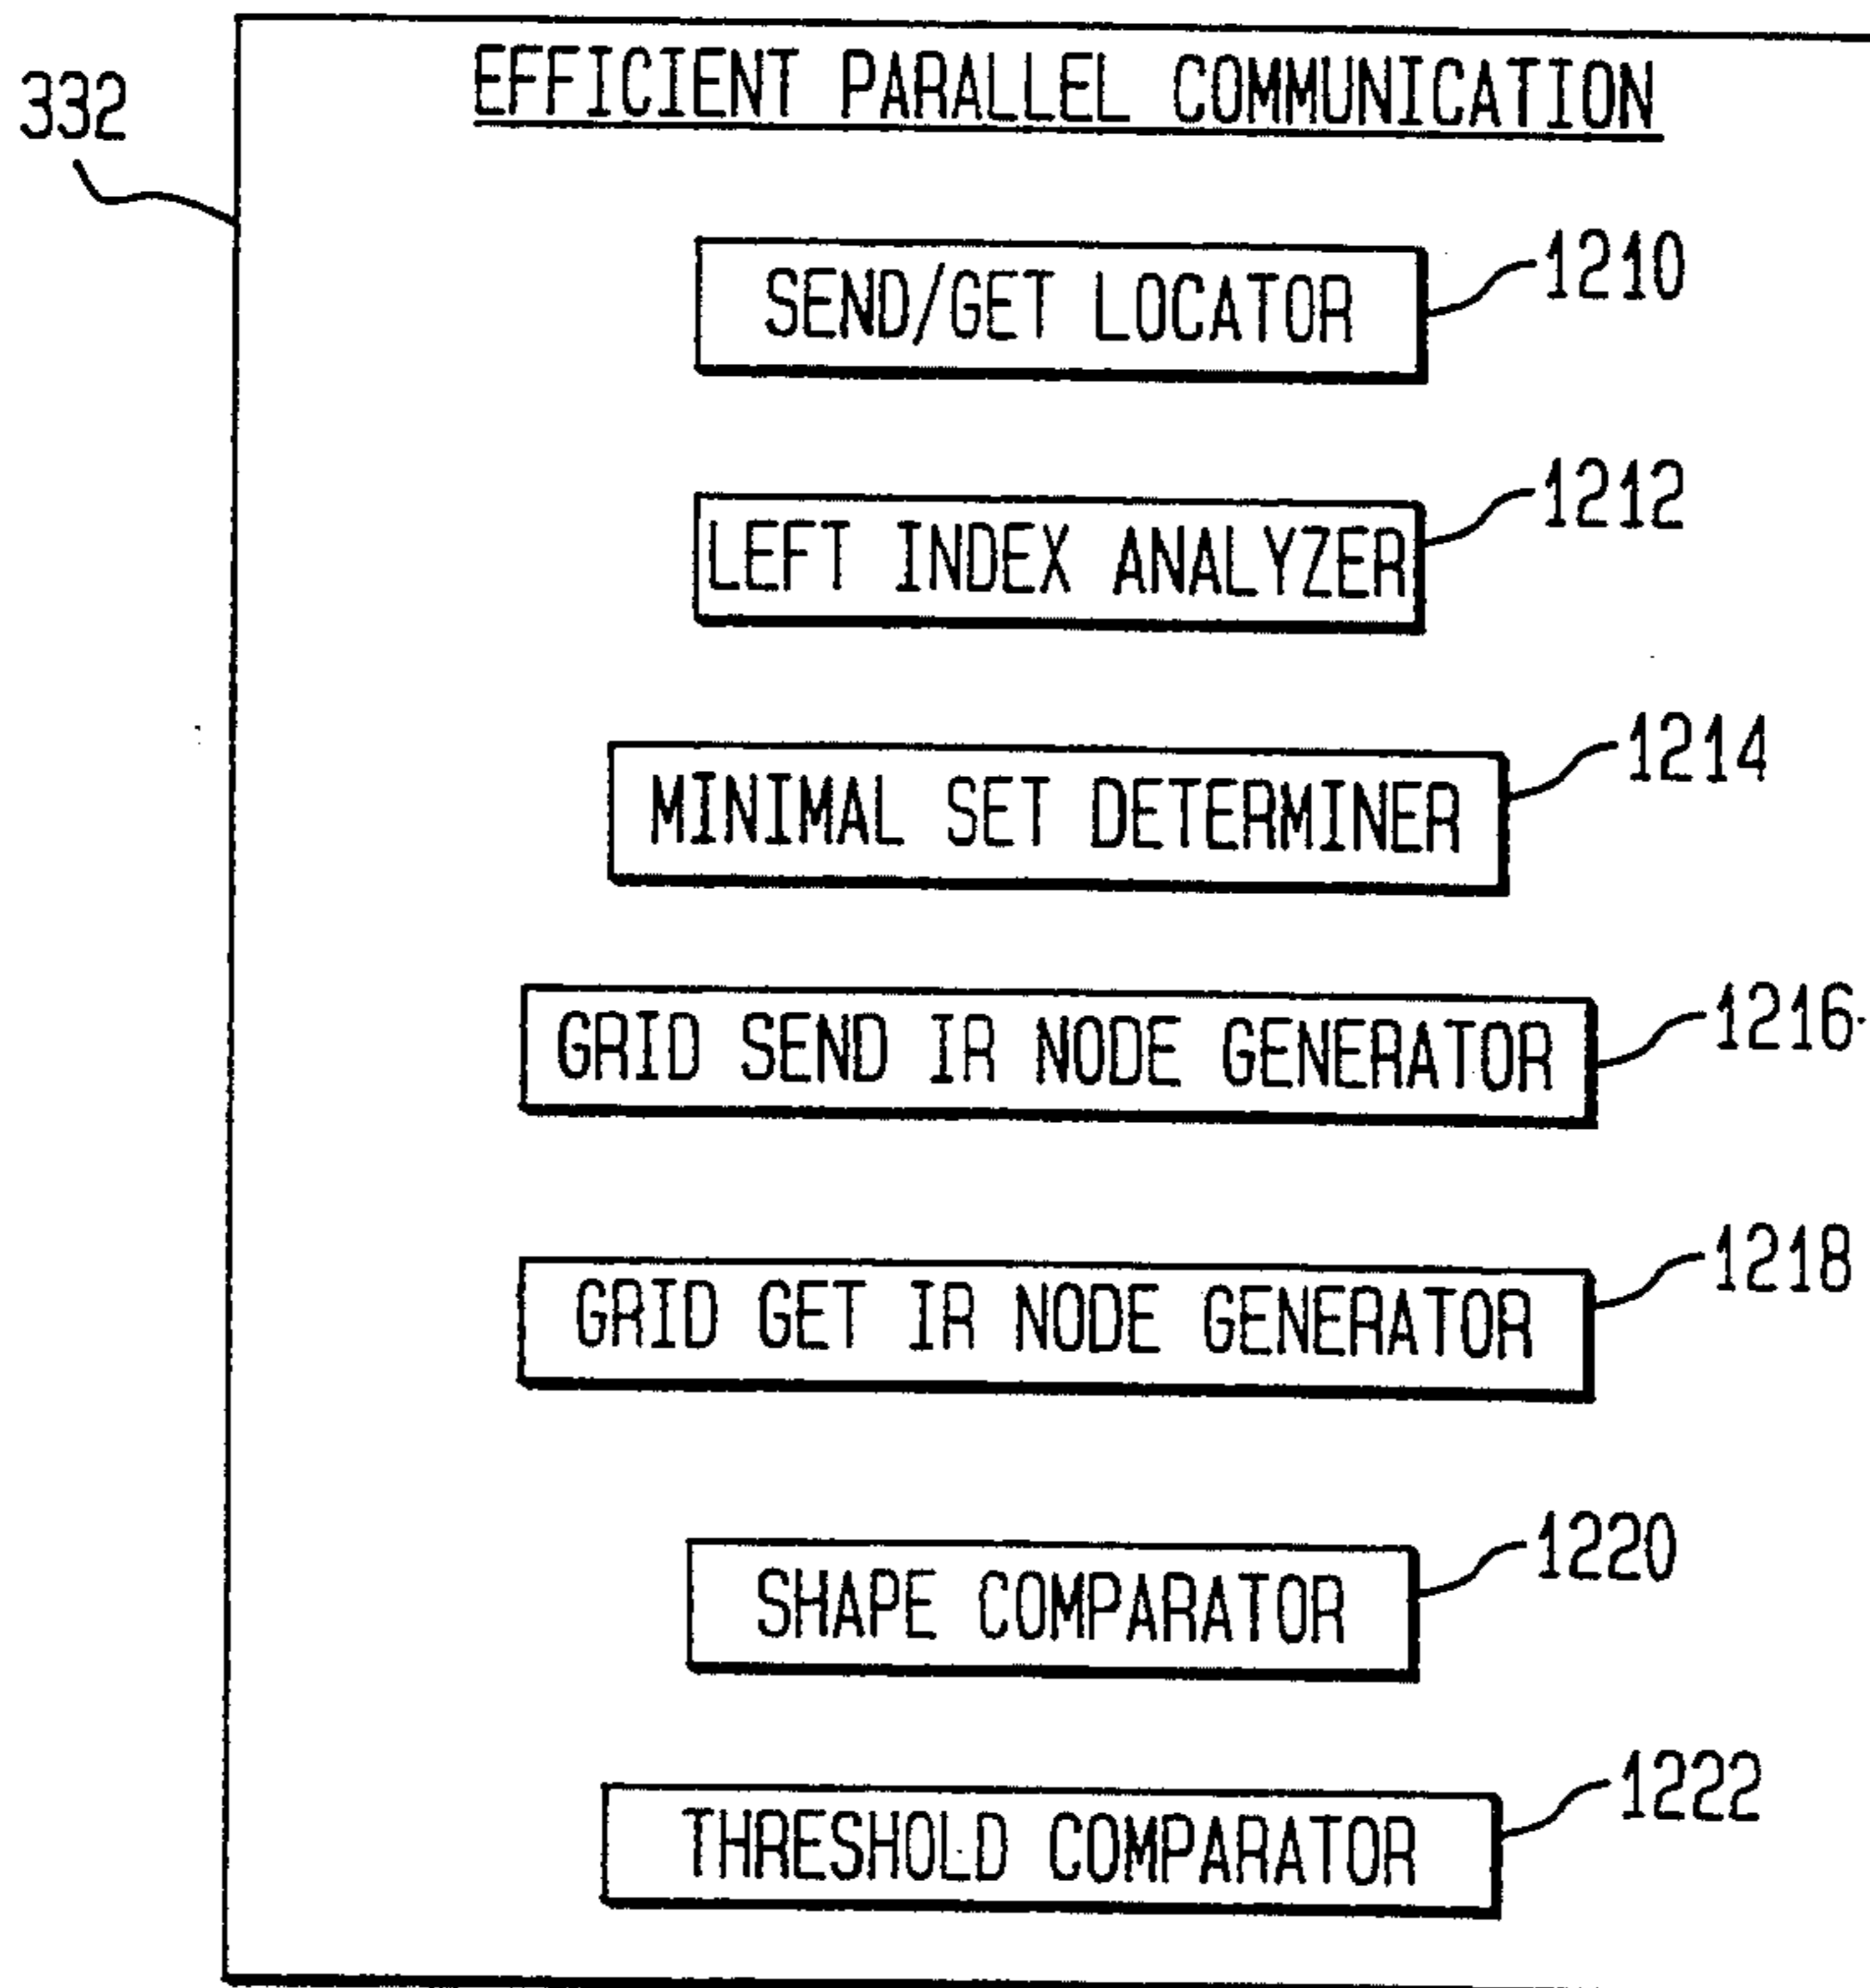 EFFICIENT PARALLEL COMMUNICATION
332
SEND/GET LOCATOR
1210
LEFT INDEX ANALYZER
1212
MINIMAL SET DETERMINER
1214
GRID SEND IR NODE GENERATOR
1216
GRID GET IR NODE GENERATOR
1218
SHAPE COMPARATOR
1220
THRESHOLD COMPARATOR
1222